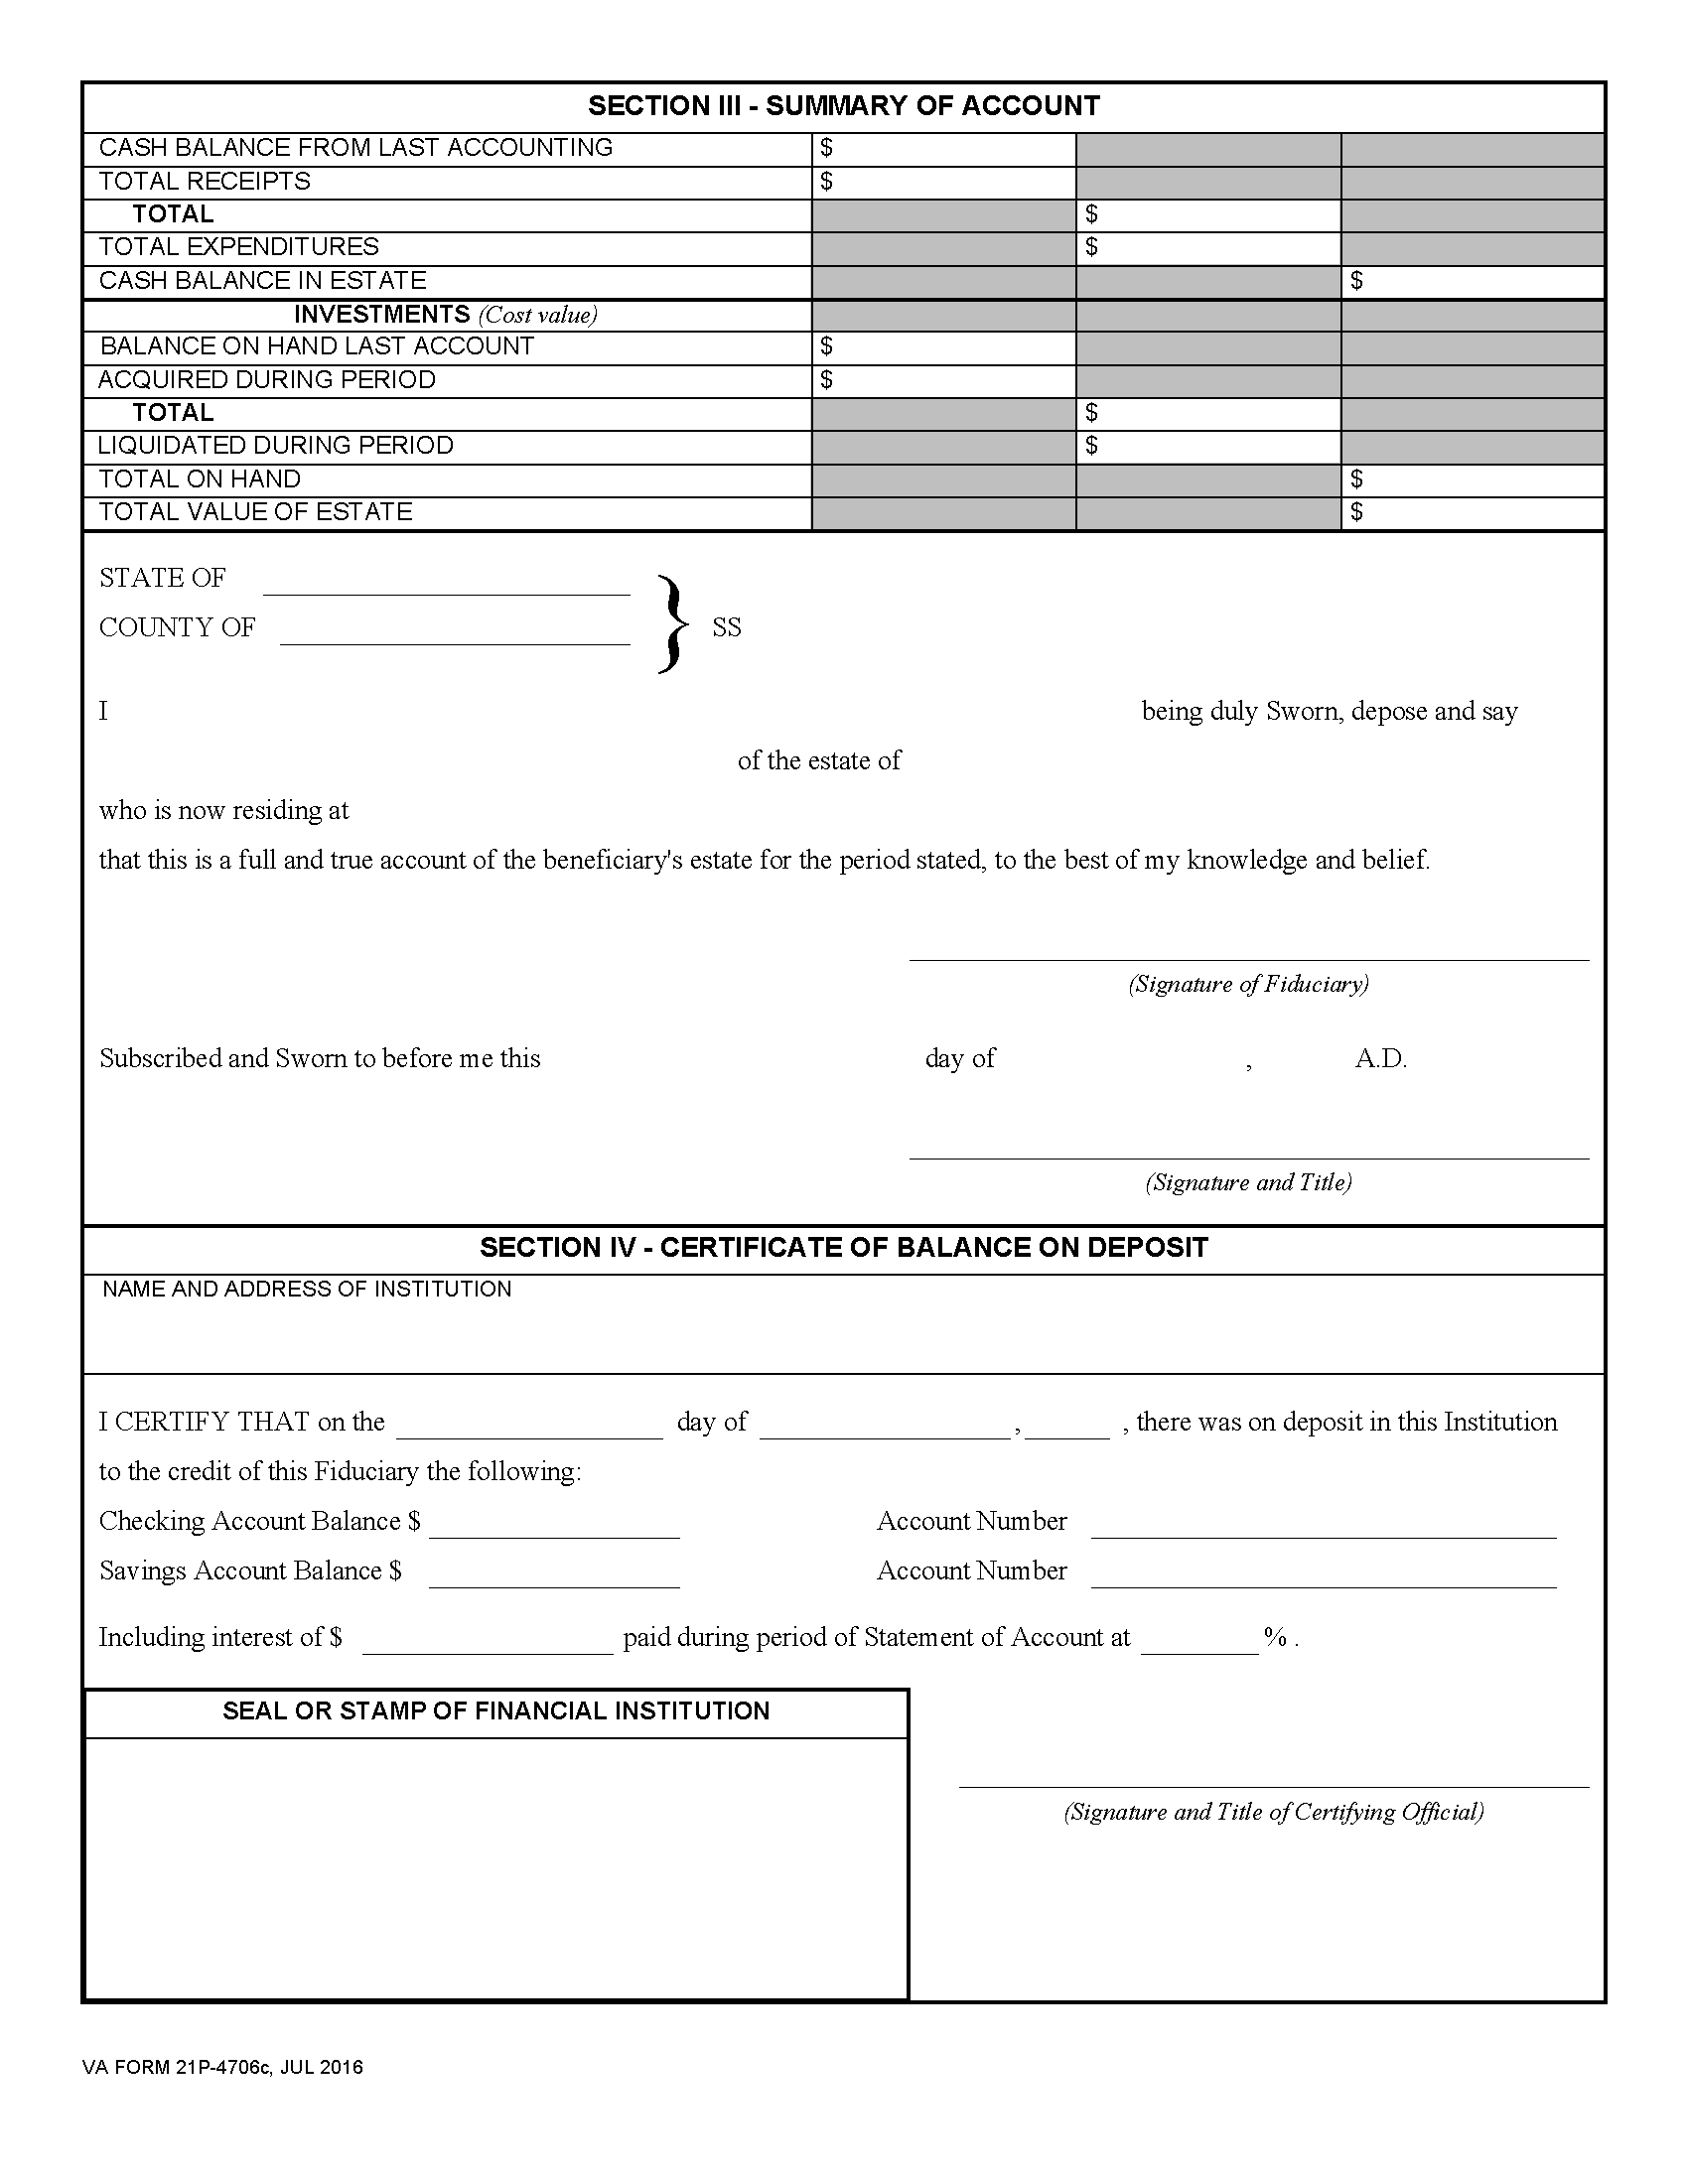 SECTION III - SUMMARY OF ACCOUNT
CASH BALANCE FROM LAST ACCOUNTING $
TOTAL RECEIPTS $
TOTAL $
TOTAL EXPENDITURES $
CASH BALANCE IN ESTATE $
INVESTMENTS (Cost value)
BALANCE ON HAND LAST ACCOUNT $
ACQUIRED DURING PERIOD $
TOTAL $
LIQUIDATED DURING PERIOD $
TOTAL ON HAND $
TOTAL VALUE OF ESTATE $
STATE OF
COUNTY OF } SS
I being duly Sworn, depose and say
of the estate of
who is now residing at
that this is a full and true account of the beneficiary's estate for the period stated, to the best of my knowledge and belief.
(Signature of Fiduciary)
Subscribed and Sworn to before me this day of , A.D.
(Signature and Title)
SECTION IV - CERTIFICATE OF BALANCE ON DEPOSIT
NAME AND ADDRESS OF INSTITUTION
I CERTIFY THAT on the day of , , there was on deposit in this Institution
to the credit of this Fiduciary the following:
Checking Account Balance $ Account Number
Savings Account Balance $ Account Number
Including interest of $ paid during period of Statement of Account at % .
SEAL OR STAMP OF FINANCIAL INSTITUTION
(Signature and Title of Certifying Official)
VA FORM 21P-4706c, JUL 2016